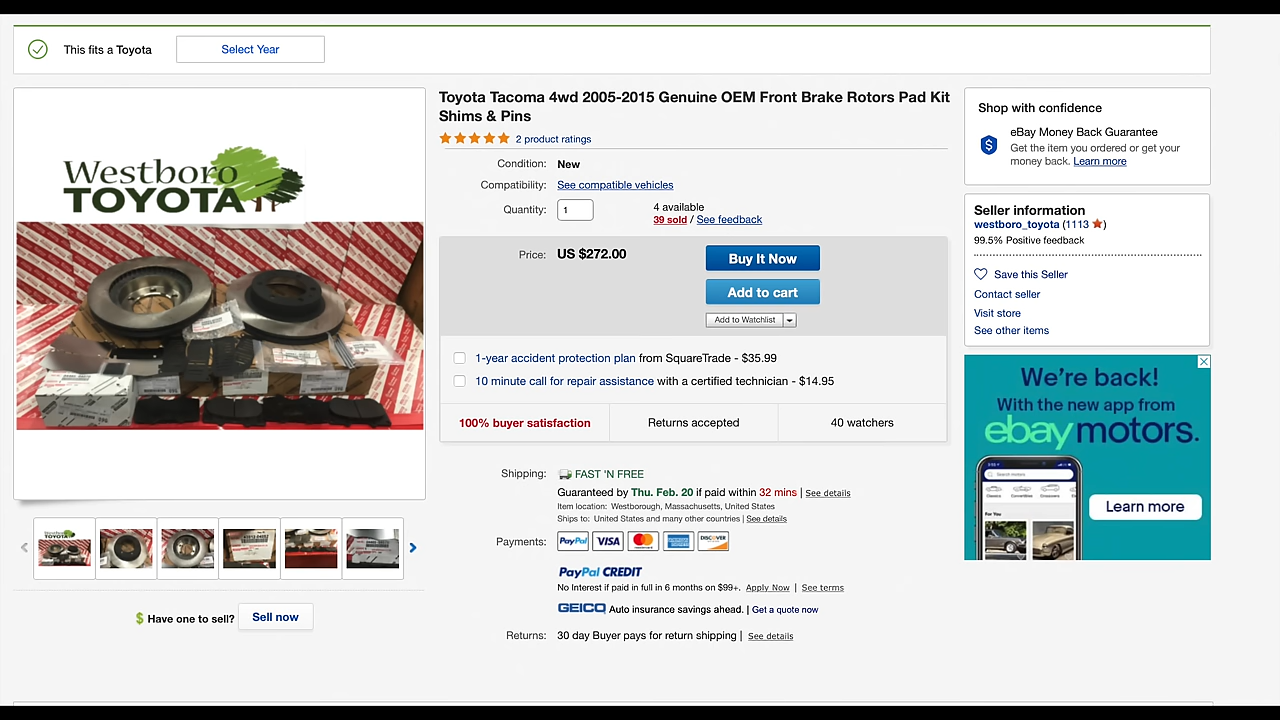 This fits a Toyota
Select Year
Westboro
TOYOTA
Toyota Tacoma 4wd 2005-2015 Genuine OEM Front Brake Rotors Pad Kit
Shims & Pins
2 product ratings
Condition: New
Compatibility: See compatible vehicles
Quantity: 1
4 available
39 sold / See feedback
Price: US $272.00
Buy It Now
Add to cart
Add to Watchlist
1-year accident protection plan from SquareTrade - $35.99
10 minute call for repair assistance with a certified technician - $14.95
100% buyer satisfaction
Returns accepted
40 watchers
Shipping: FAST 'N FREE
Guaranteed by Thu. Feb. 20 if paid within 32 mins | See details
Item location: Westborough, Massachusetts, United States
Ships to: United States and many other countries | See details
Payments: PayPal VISA MasterCard DISCOVER
PayPal CREDIT
No Interest if paid in full in 6 months on $99+. Apply Now | See terms
GEICO Auto insurance savings ahead. | Get a quote now
Returns: 30 day Buyer pays for return shipping | See details
Have one to sell? Sell now
Shop with confidence
eBay Money Back Guarantee
Get the item you ordered or get your
money back. Learn more
Seller information
westboro_toyota (1113)
99.5% Positive feedback
Save this Seller
Contact seller
Visit store
See other items
We're back!
With the new app from
ebaymotors.
Learn more